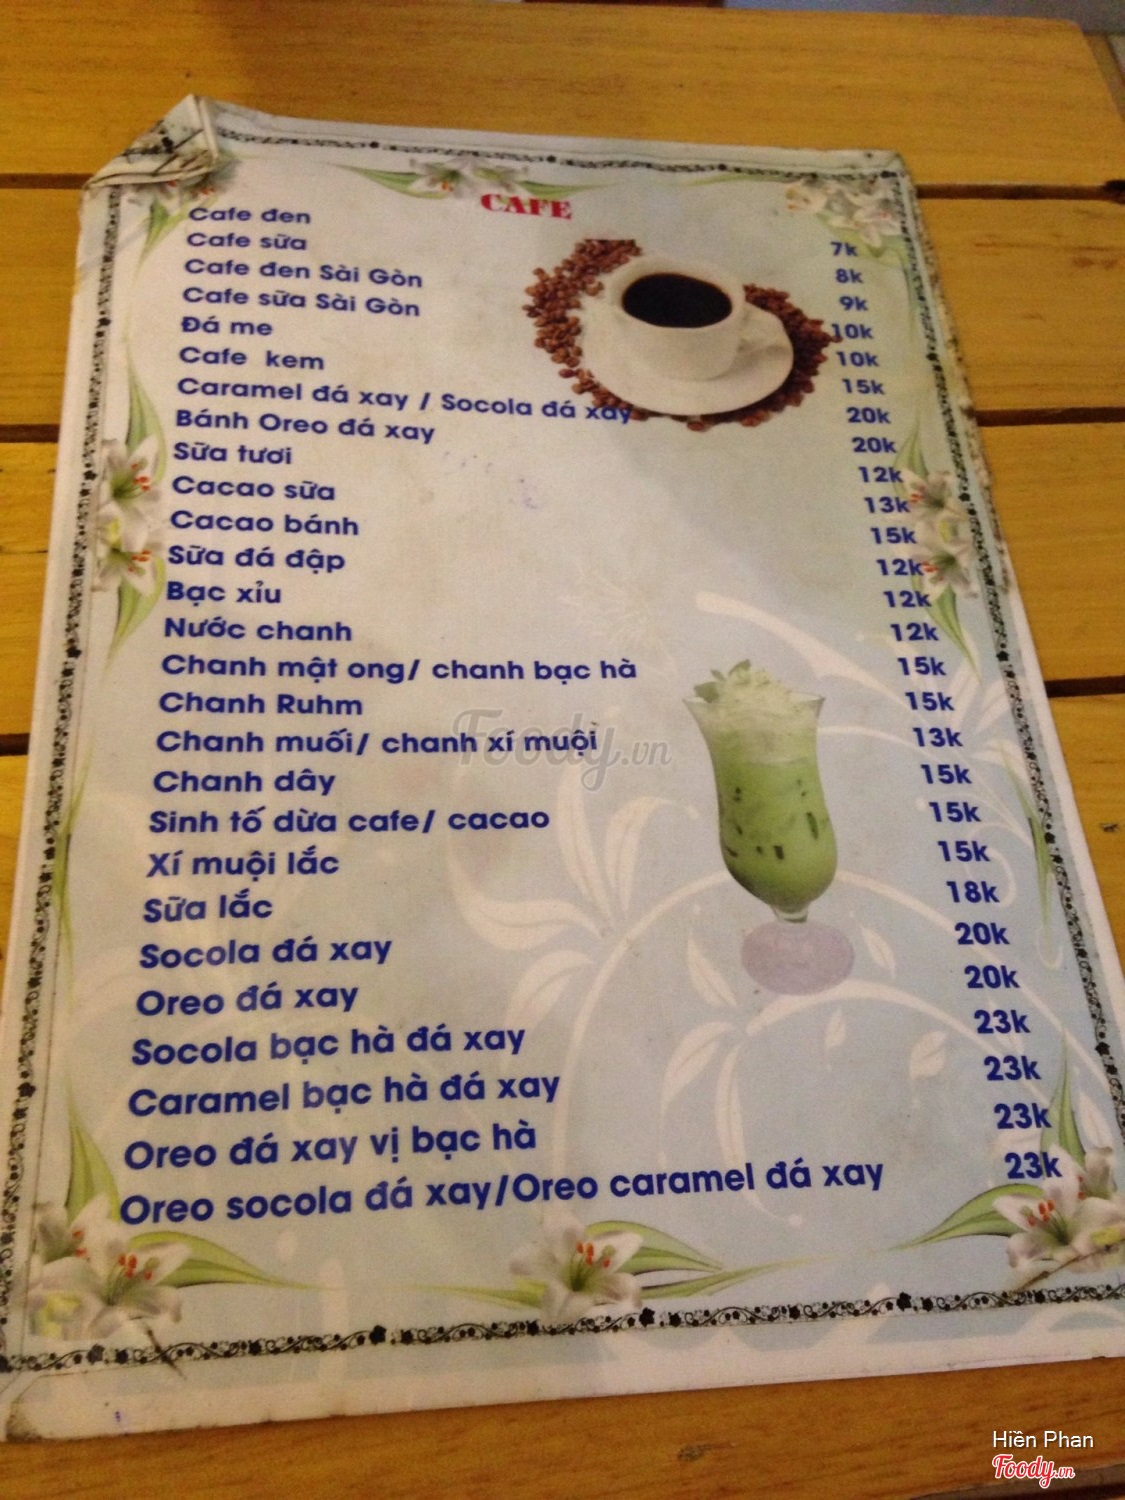 CAFE
Cafe đen 7k
Cafe sữa 8k
Cafe đen Sài Gòn 9k
Cafe sữa Sài Gòn 10k
Đá me 10k
Cafe kem 15k
Caramel đá xay / Socola đá xay 20k
Bánh Oreo đá xay 20k
Sữa tươi 12k
Cacao sữa 13k
Cacao bánh 15k
Sữa đá đập 12k
Bạc xỉu 12k
Nước chanh 12k
Chanh mật ong/ chanh bạc hà 15k
Chanh Ruhm 15k
Chanh muối/ chanh xí muội 13k
Chanh dây 15k
Sinh tố dừa cafe/ cacao 15k
Xí muội lắc 15k
Sữa lắc 18k
Socola đá xay 20k
Oreo đá xay 20k
Socola bạc hà đá xay 23k
Caramel bạc hà đá xay 23k
Oreo đá xay vị bạc hà 23k
Oreo socola đá xay/Oreo caramel đá xay 23k
Foody.vn
Hiền Phan
Foody.vn